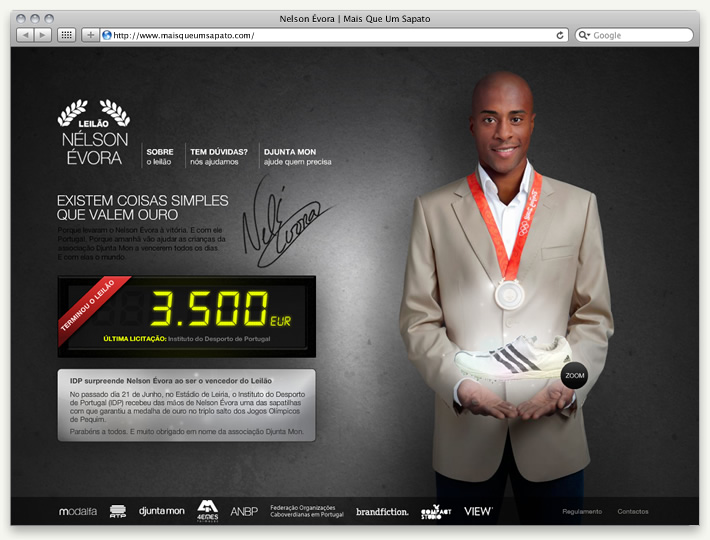 Nelson Évora | Mais Que Um Sapato
http://www.maisqueumsapato.com/
Google
LEILÃO
NÉLSON
ÉVORA
SOBRE
o leilão
TEM DÚVIDAS?
nós ajudamos
DJUNTA MON
ajude quem precisa
EXISTEM COISAS SIMPLES
QUE VALEM OURO
Porque levaram o Nelson Évora à vitória. E com ele
Portugal. Porque amanhã vão ajudar as crianças da
associação Djunta Mon a vencerem todos os dias.
E com elas o mundo.
Nelson Évora
TERMINOU O LEILÃO
3.500 EUR
ÚLTIMA LICITAÇÃO: Instituto do Desporto de Portugal
IDP surpreende Nelson Évora ao ser o vencedor do Leilão
No passado dia 21 de Junho, no Estádio de Leiria, o Instituto do Desporto
de Portugal (IDP) recebeu das mãos de Nelson Évora uma das sapatilhas
com que garantiu a medalha de ouro no triplo salto dos Jogos Olímpicos
de Pequim.
Parabéns a todos. E muito obrigado em nome da associação Djunta Mon.
ZOOM
modalfa
RTP
djunta mon
4EMES
ANBP
Federação Organizações
Caboverdianas em Portugal
brandfiction.
COMPACT
STUDIO
VIEW
Regulamento
Contactos